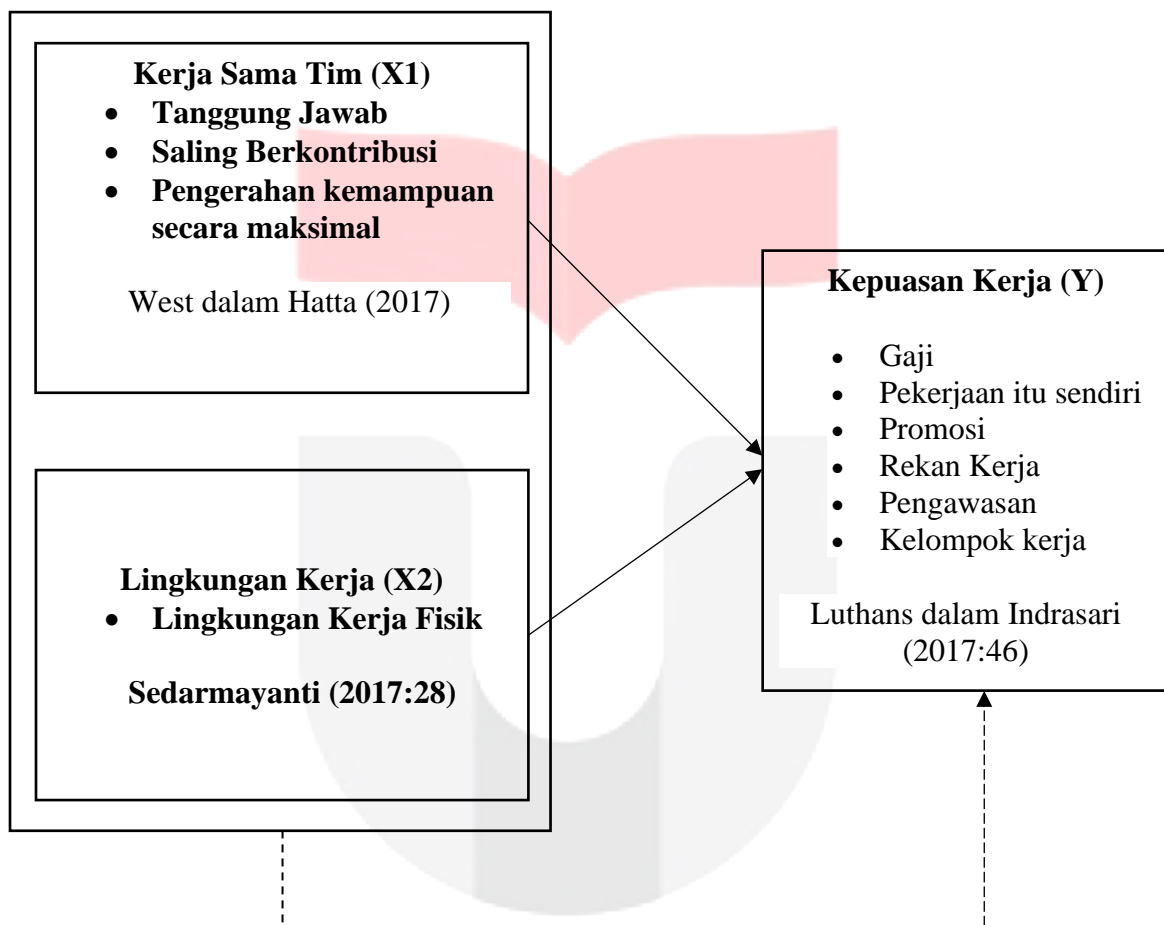 Kerja Sama Tim (X1)
• Tanggung Jawab
• Saling Berkontribusi
• Pengerahan kemampuan
secara maksimal
West dalam Hatta (2017)
Lingkungan Kerja (X2)
• Lingkungan Kerja Fisik
Sedarmayanti (2017:28)
Kepuasan Kerja (Y)
• Gaji
• Pekerjaan itu sendiri
• Promosi
• Rekan Kerja
• Pengawasan
• Kelompok kerja
Luthans dalam Indrasari
(2017:46)